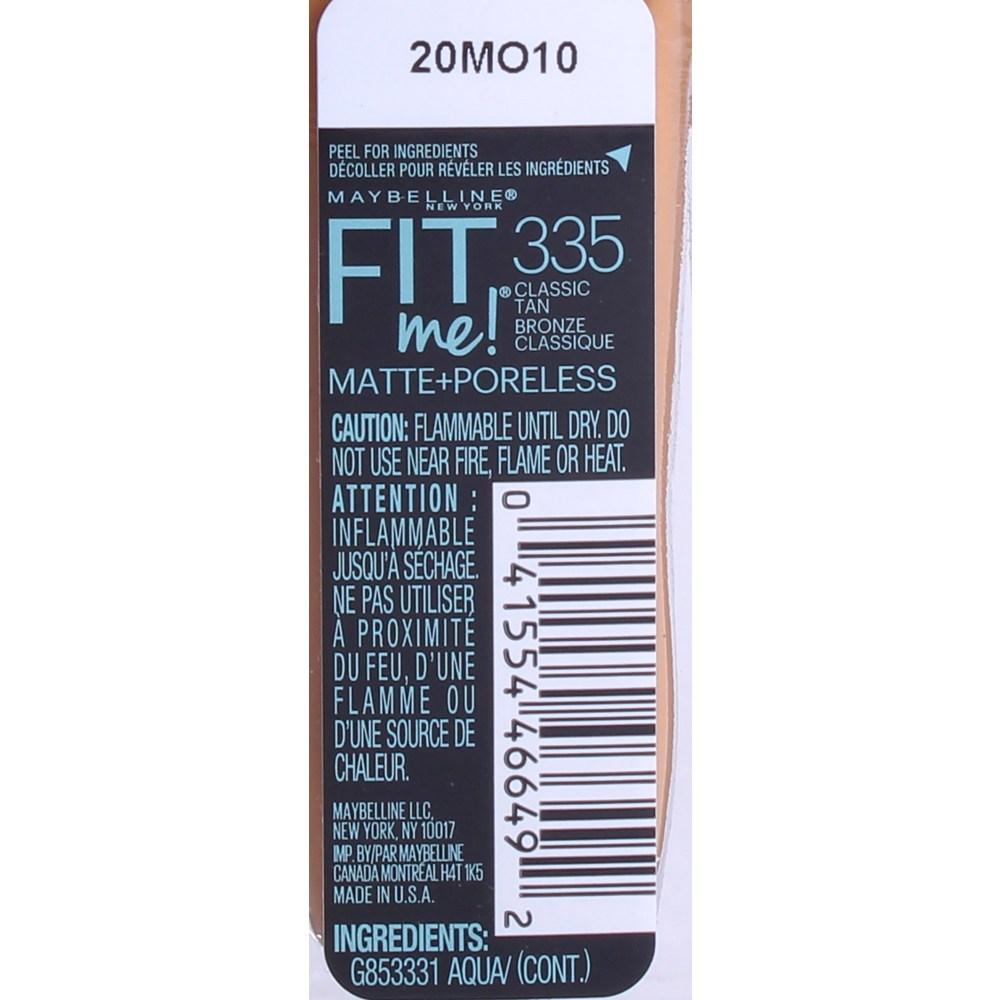 20MO10
PEEL FOR INGREDIENTS
DÉCOLLER POUR RÉVÉLER LES INGRÉDIENTS
MAYBELLINE®
NEW YORK
FIT
me!®
335
CLASSIC
TAN
BRONZE
CLASSIQUE
MATTE+PORELESS
CAUTION: FLAMMABLE UNTIL DRY. DO
NOT USE NEAR FIRE, FLAME OR HEAT.
ATTENTION :
INFLAMMABLE
JUSQU'À SÉCHAGE.
NE PAS UTILISER
À PROXIMITÉ
DU FEU, D'UNE
FLAMME OU
D'UNE SOURCE DE
CHALEUR.
0 41554 46649 2
MAYBELLINE LLC,
NEW YORK, NY 10017
IMP. BY/PAR MAYBELLINE
CANADA MONTRÉAL H4T 1K5
MADE IN U.S.A.
INGREDIENTS:
G853331 AQUA/ (CONT.)